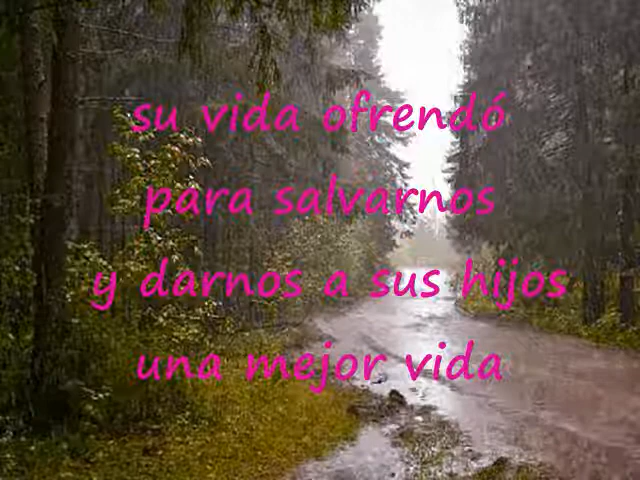 su vida ofrendó
para salvarnos
y darnos a sus hijos
una mejor vida